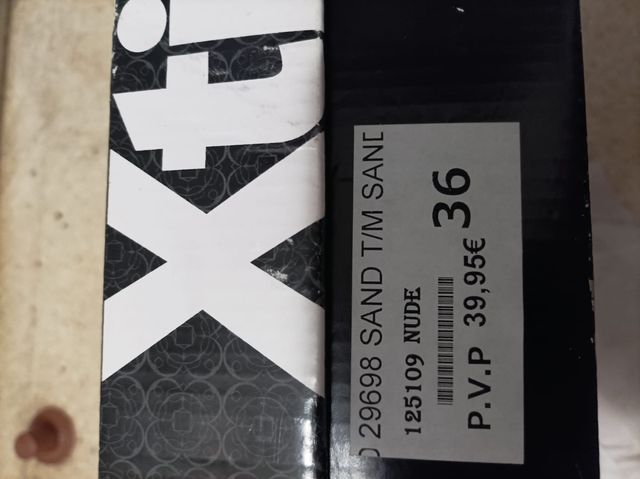 Xti
29698 SAND T/M SAND
125109 NUDE
36
P.V.P 39,95€